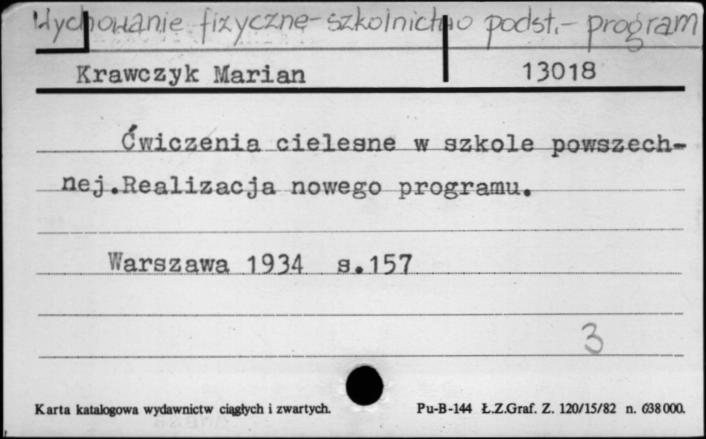 Wychowanie fizyczne-szkolnictwo podst.- program
Krawczyk Marian 13018
Ćwiczenia cielesne w szkole powszech-
nej.Realizacja nowego programu.
Warszawa 1934 s.157
3
Karta katalogowa wydawnictw ciągłych i zwartych. Pu-B-144 Ł.Z.Graf. Z. 120/15/82 n. 638000.